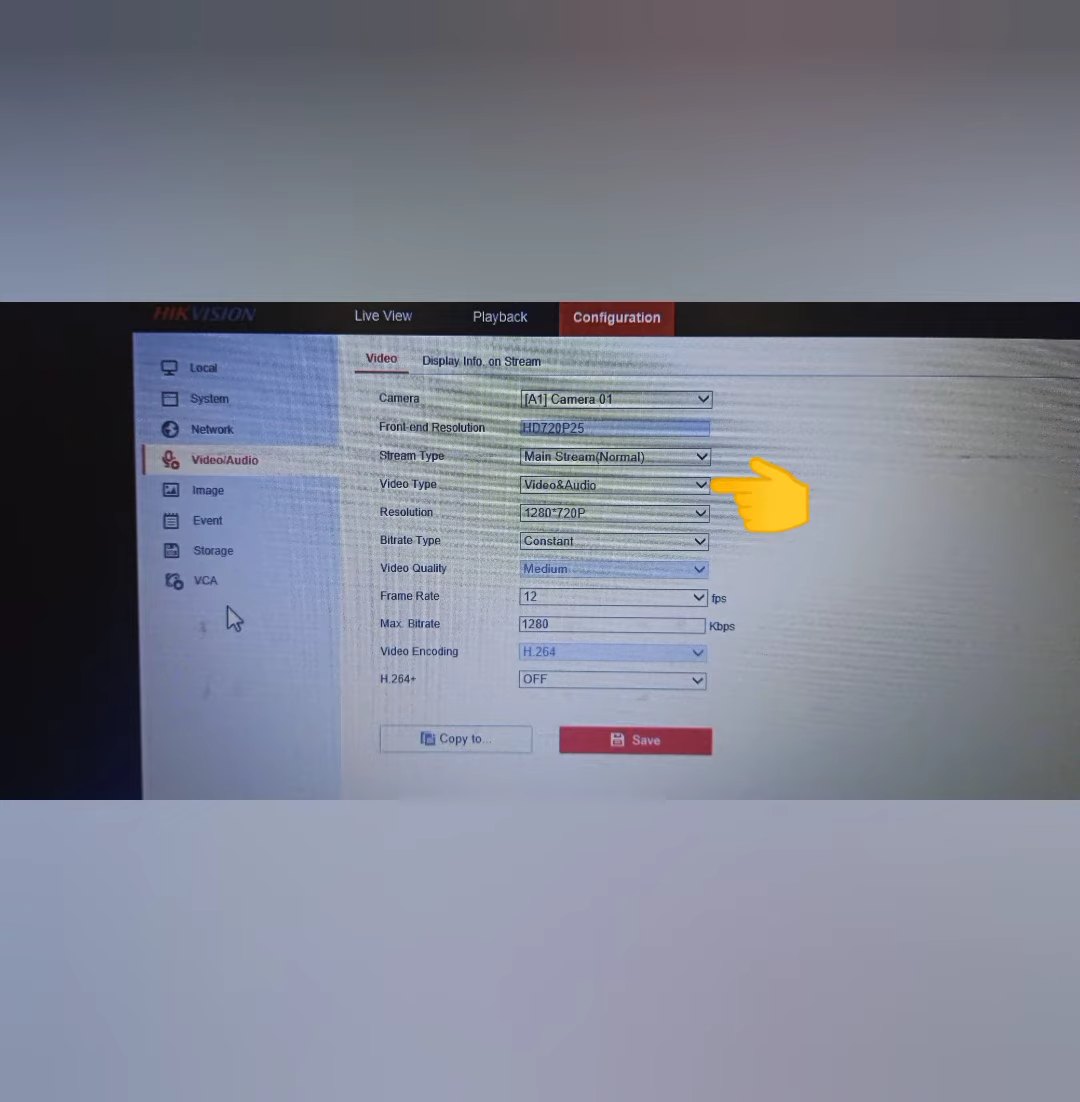 HIKVISION
Live View
Playback
Configuration
Local
System
Network
Video/Audio
Image
Event
Storage
VCA
Video
Display Info. on Stream
Camera [A1] Camera 01
Front-end Resolution HD720P25
Stream Type Main Stream(Normal)
Video Type Video&Audio
Resolution 1280*720P
Bitrate Type Constant
Video Quality Medium
Frame Rate 12 fps
Max. Bitrate 1280 Kbps
Video Encoding H.264
H.264+ OFF
Copy to...
Save